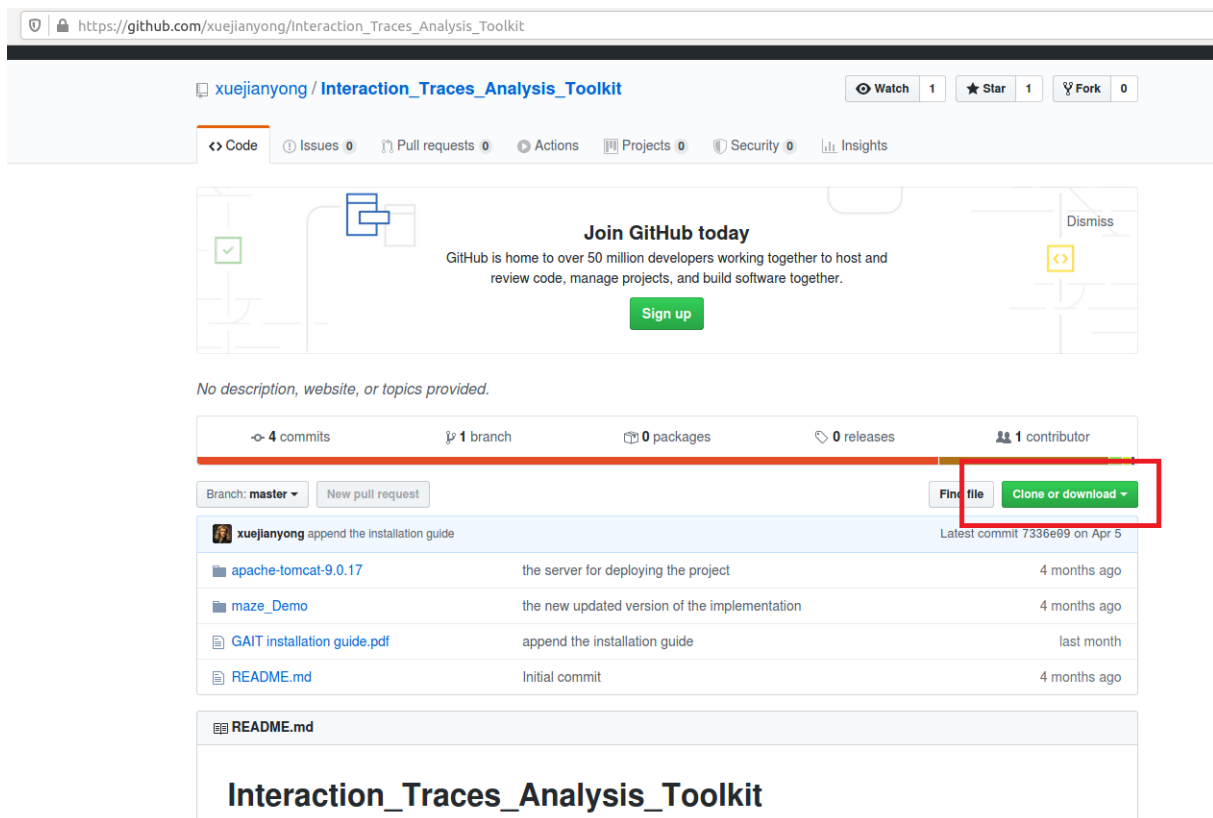 https://github.com/xuejianyong/Interaction_Traces_Analysis_Toolkit
xuejianyong / Interaction_Traces_Analysis_Toolkit
Watch 1 Star 1 Fork 0
Code Issues 0 Pull requests 0 Actions Projects 0 Security 0 Insights
Dismiss
Join GitHub today
GitHub is home to over 50 million developers working together to host and
review code, manage projects, and build software together.
Sign up
No description, website, or topics provided.
4 commits 1 branch 0 packages 0 releases 1 contributor
Branch: master New pull request Find file Clone or download
xuejianyong append the installation guide Latest commit 7336e09 on Apr 5
apache-tomcat-9.0.17 the server for deploying the project 4 months ago
maze_Demo the new updated version of the implementation 4 months ago
GAIT installation guide.pdf append the installation guide last month
README.md Initial commit 4 months ago
README.md
Interaction_Traces_Analysis_Toolkit